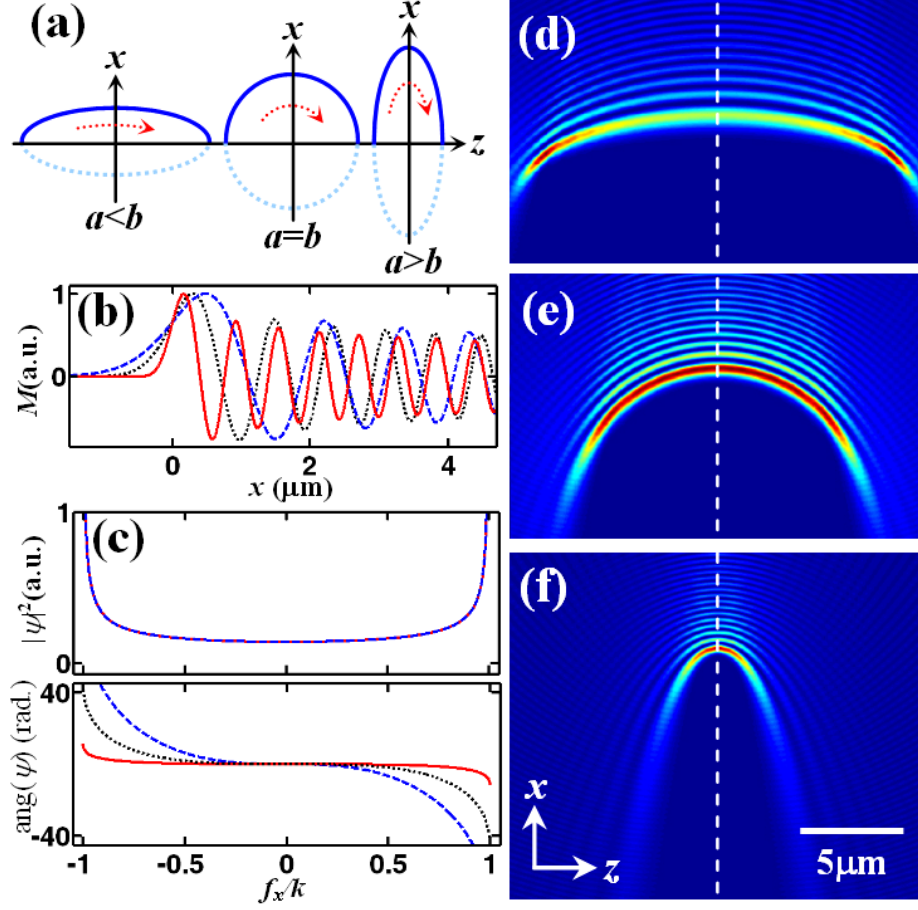 (a)
x x x
z
a<b
a=b
a>b
(b)
1
0
M(a.u.)
0 2 4
x (μm)
(c)
1
0
|ψ|²(a.u.)
40
-40
ang(ψ) (rad.)
-1 -0.5 0 0.5 1
fₓ/k
(d)
(e)
(f)
x
z
5μm